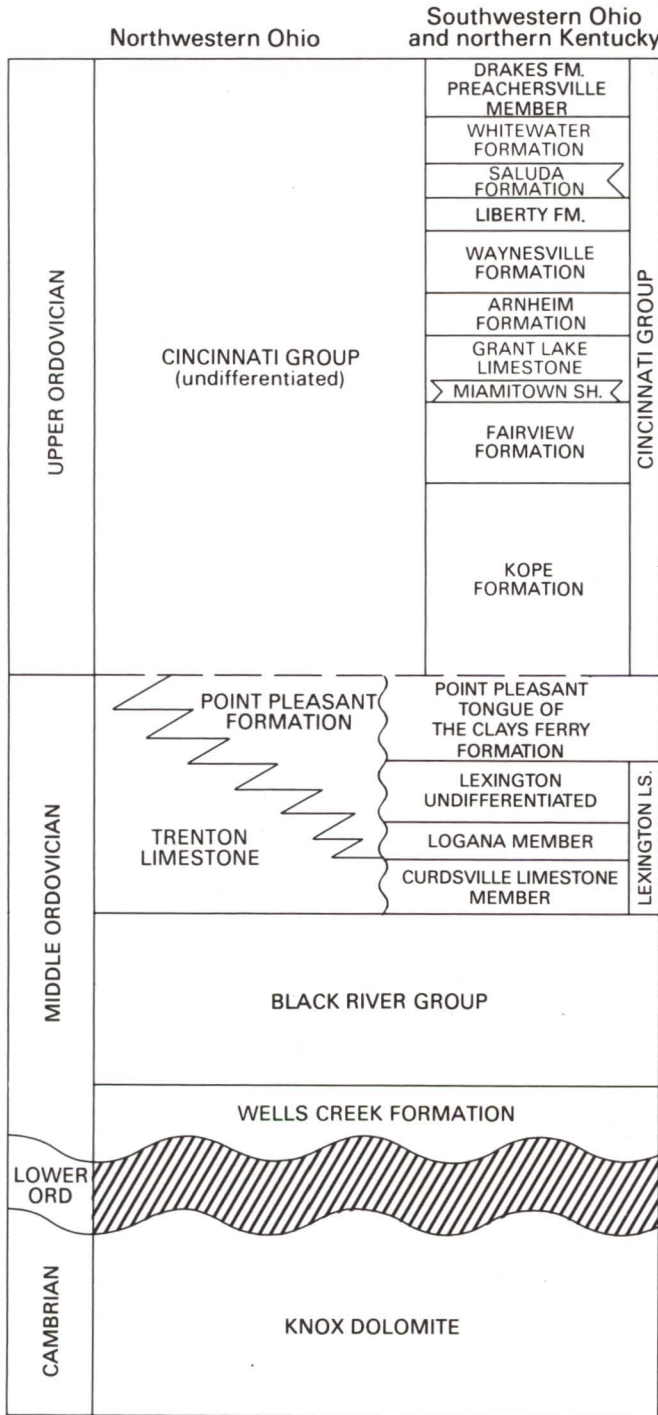 Northwestern Ohio
Southwestern Ohio
and northern Kentucky
UPPER ORDOVICIAN
CINCINNATI GROUP
(undifferentiated)
DRAKES FM.
PREACHERSVILLE
MEMBER
WHITEWATER
FORMATION
SALUDA
FORMATION
LIBERTY FM.
WAYNESVILLE
FORMATION
ARNHEIM
FORMATION
GRANT LAKE
LIMESTONE
MIAMITOWN SH.
FAIRVIEW
FORMATION
KOPE
FORMATION
CINCINNATI GROUP
MIDDLE ORDOVICIAN
POINT PLEASANT
FORMATION
TRENTON
LIMESTONE
POINT PLEASANT
TONGUE OF
THE CLAYS FERRY
FORMATION
LEXINGTON
UNDIFFERENTIATED
LOGANA MEMBER
CURDSVILLE LIMESTONE
MEMBER
LEXINGTON LS.
BLACK RIVER GROUP
WELLS CREEK FORMATION
LOWER
ORD
CAMBRIAN
KNOX DOLOMITE